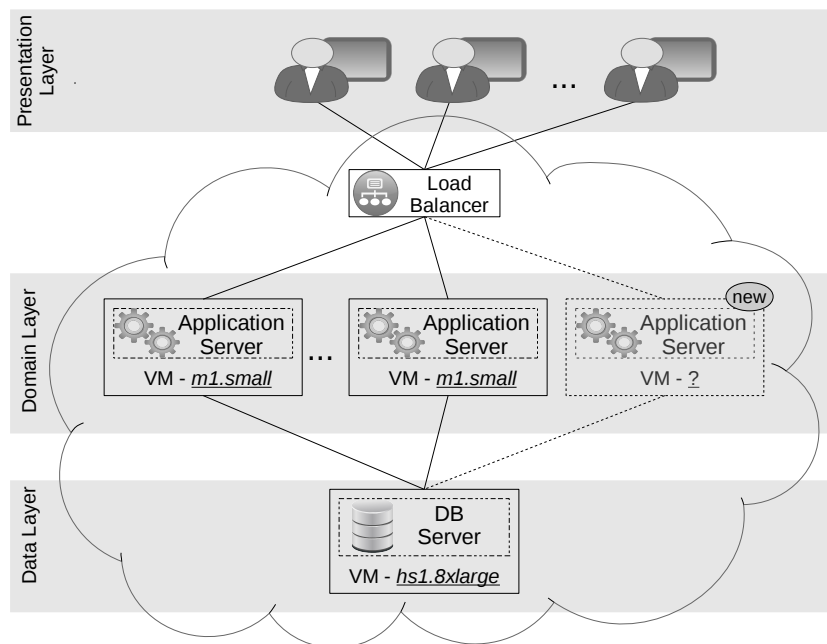 Presentation
Layer
...
Load
Balancer
Domain Layer
new
Application
Server
VM - m1.small
...
Application
Server
VM - m1.small
Application
Server
VM - ?
Data Layer
DB
Server
VM - hs1.8xlarge